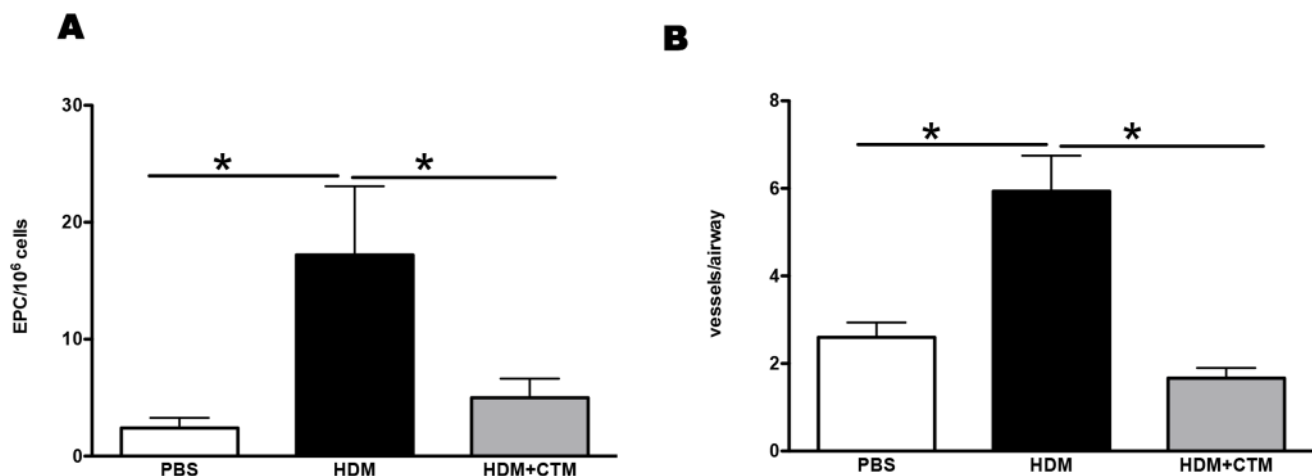 A
B
30
20
10
0
EPC/10⁶ cells
*
*
PBS
HDM
HDM+CTM
8
6
4
2
0
vessels/airway
*
*
PBS
HDM
HDM+CTM